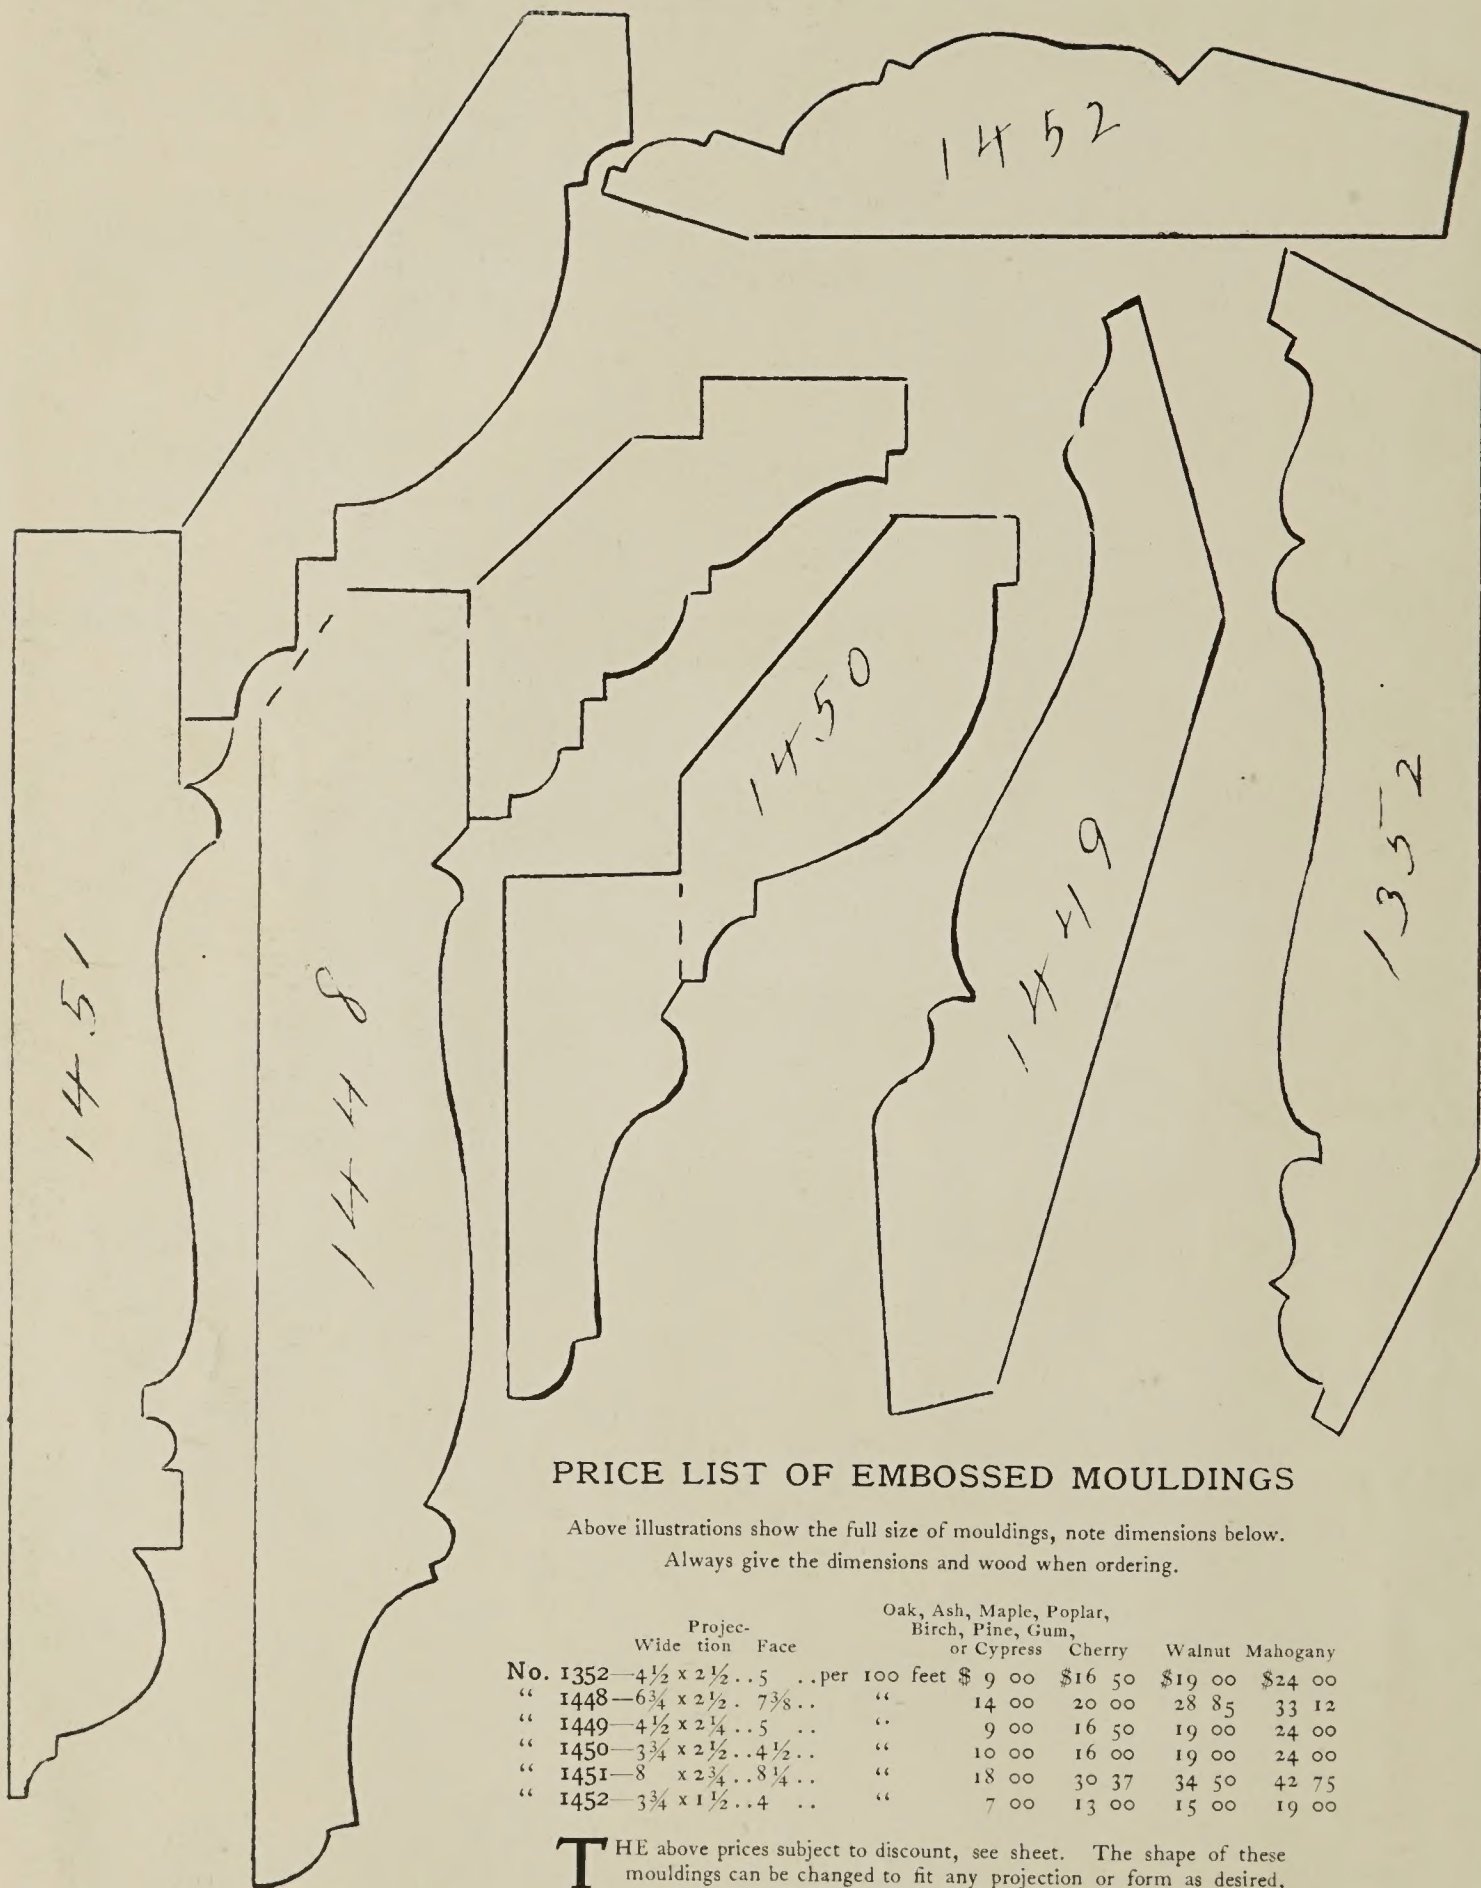 1452
1450
1449
1352
1451
1448
PRICE LIST OF EMBOSSED MOULDINGS
Above illustrations show the full size of mouldings, note dimensions below.
Always give the dimensions and wood when ordering.
Wide Projec-tion Face Oak, Ash, Maple, Poplar, Birch, Pine, Gum, or Cypress Cherry Walnut Mahogany
No. 1352—4½ x 2½..5 ..per 100 feet $ 9 00 $16 50 $19 00 $24 00
“ 1448—6¾ x 2½. 7⅜.. “ 14 00 20 00 28 85 33 12
“ 1449—4½ x 2¼..5 .. “ 9 00 16 50 19 00 24 00
“ 1450—3¾ x 2½..4½.. “ 10 00 16 00 19 00 24 00
“ 1451—8 x 2¾..8¼.. “ 18 00 30 37 34 50 42 75
“ 1452—3¾ x 1½..4 .. “ 7 00 13 00 15 00 19 00
THE above prices subject to discount, see sheet. The shape of these
mouldings can be changed to fit any projection or form as desired.